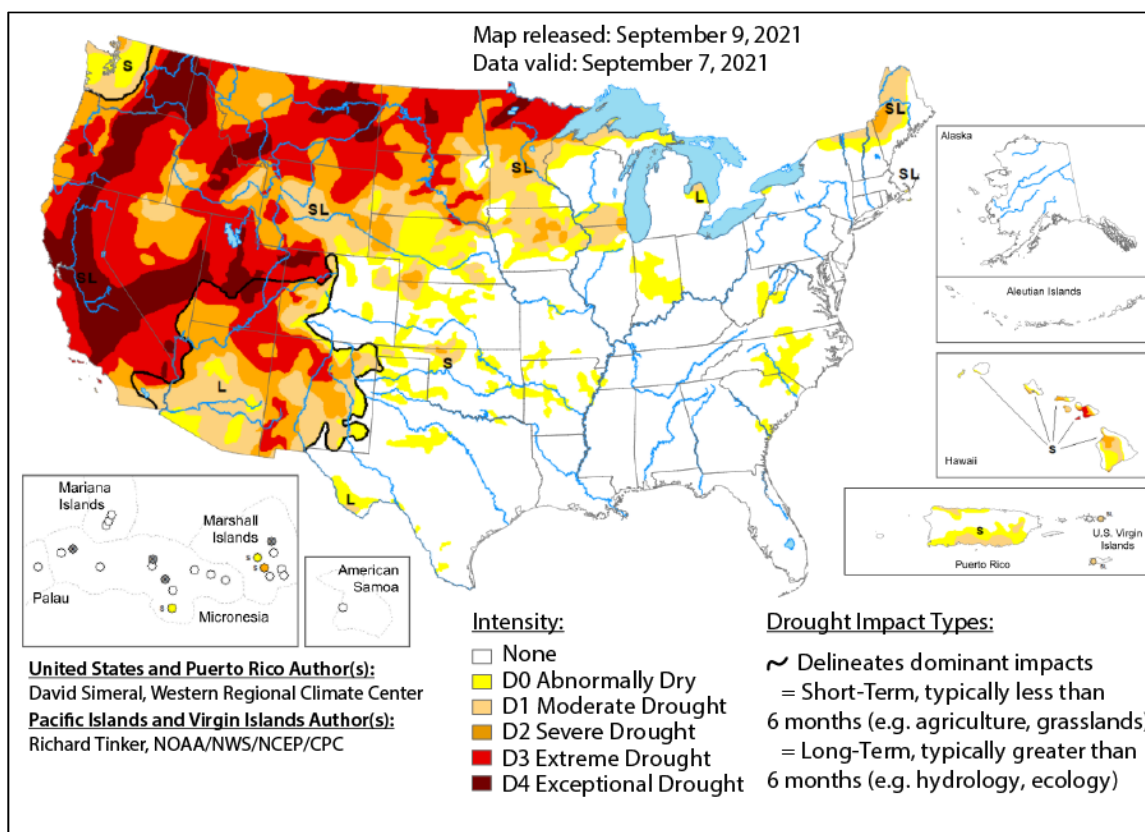 Map released: September 9, 2021
Data valid: September 7, 2021
S
SL
SL
SL
SL
SL
L
L
S
L
Alaska
Aleutian Islands
Hawaii
S
S
Puerto Rico
U.S. Virgin
Islands
SL
SL
Mariana
Islands
Marshall
Islands
S
S
S
Palau
Micronesia
American
Samoa
United States and Puerto Rico Author(s):
David Simeral, Western Regional Climate Center
Pacific Islands and Virgin Islands Author(s):
Richard Tinker, NOAA/NWS/NCEP/CPC
Intensity:
None
D0 Abnormally Dry
D1 Moderate Drought
D2 Severe Drought
D3 Extreme Drought
D4 Exceptional Drought
Drought Impact Types:
Delineates dominant impacts
= Short-Term, typically less than
6 months (e.g. agriculture, grasslands)
= Long-Term, typically greater than
6 months (e.g. hydrology, ecology)